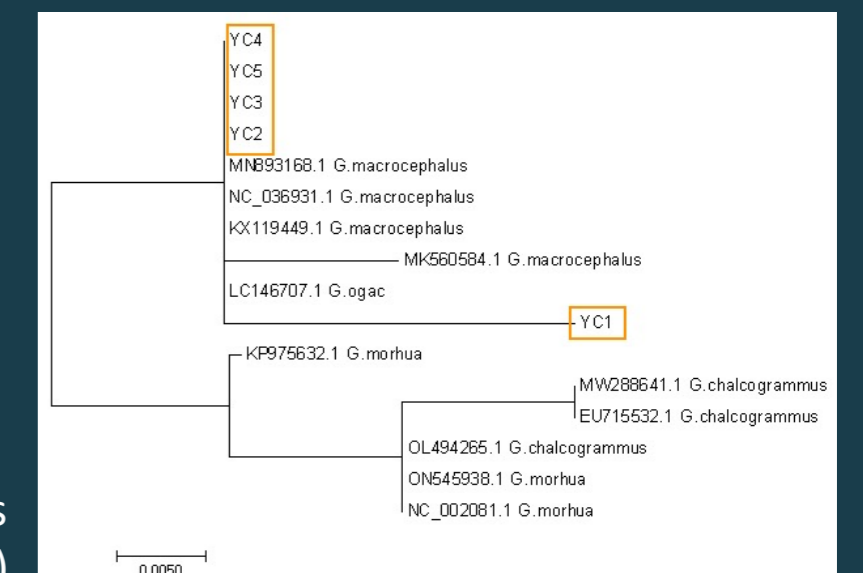 YC4
YC5
YC3
YC2
MN893168.1 G.macrocephalus
NC_036931.1 G.macrocephalus
KX119449.1 G.macrocephalus
MK560584.1 G.macrocephalus
LC146707.1 G.ogac
YC1
KP975632.1 G.morhua
MW288641.1 G.chalcogrammus
EU715532.1 G.chalcogrammus
OL494265.1 G.chalcogrammus
ON545938.1 G.morhua
NC_002081.1 G.morhua
s
)
0.0050